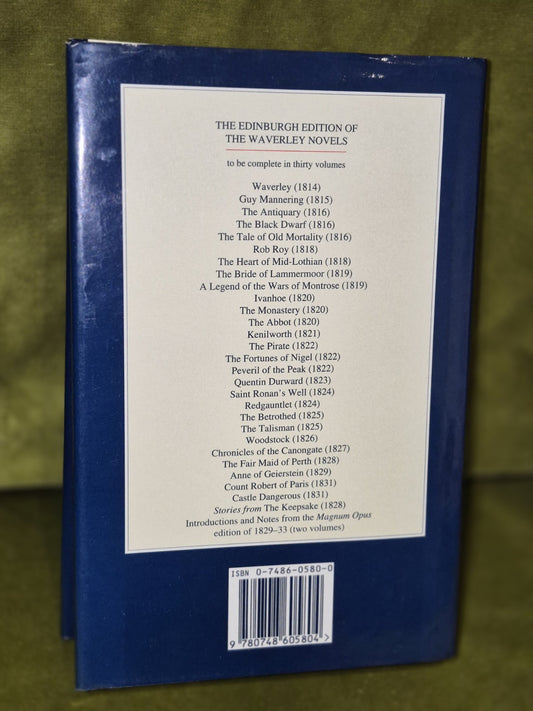 THE EDINBURGH EDITION OF
THE WAVERLEY NOVELS
to be complete in thirty volumes
Waverley (1814)
Guy Mannering (1815)
The Antiquary (1816)
The Black Dwarf (1816)
The Tale of Old Mortality (1816)
Rob Roy (1818)
The Heart of Mid-Lothian (1818)
The Bride of Lammermoor (1819)
A Legend of the Wars of Montrose (1819)
Ivanhoe (1820)
The Monastery (1820)
The Abbot (1820)
Kenilworth (1821)
The Pirate (1822)
The Fortunes of Nigel (1822)
Peveril of the Peak (1822)
Quentin Durward (1823)
Saint Ronan's Well (1824)
Redgauntlet (1824)
The Betrothed (1825)
The Talisman (1825)
Woodstock (1826)
Chronicles of the Canongate (1827)
The Fair Maid of Perth (1828)
Anne of Geierstein (1829)
Count Robert of Paris (1831)
Castle Dangerous (1831)
Stories from The Keepsake (1828)
Introductions and Notes from the Magnum Opus
edition of 1829–33 (two volumes)
ISBN 0-7486-0580-0
9 780748 605804 >